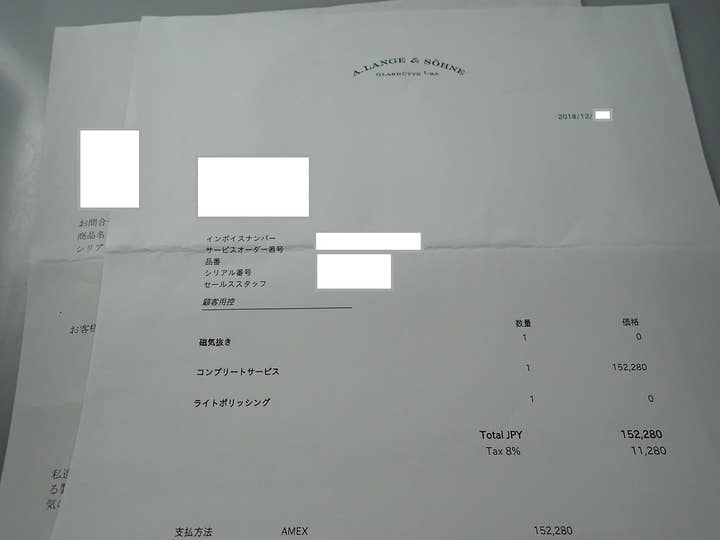 A. LANGE & SÖHNE
GLASHÜTTE I/SA
2018/12/
お問合
商品名
シリア
インボイスナンバー
サービスオーダー番号
品番
シリアル番号
セールススタッフ
顧客用控
お客様
数量 価格
磁気抜き 1 0
コンプリートサービス 1 152,280
ライトポリッシング 1 0
Total JPY 152,280
Tax 8% 11,280
私達
る
気
支払方法 AMEX 152,280